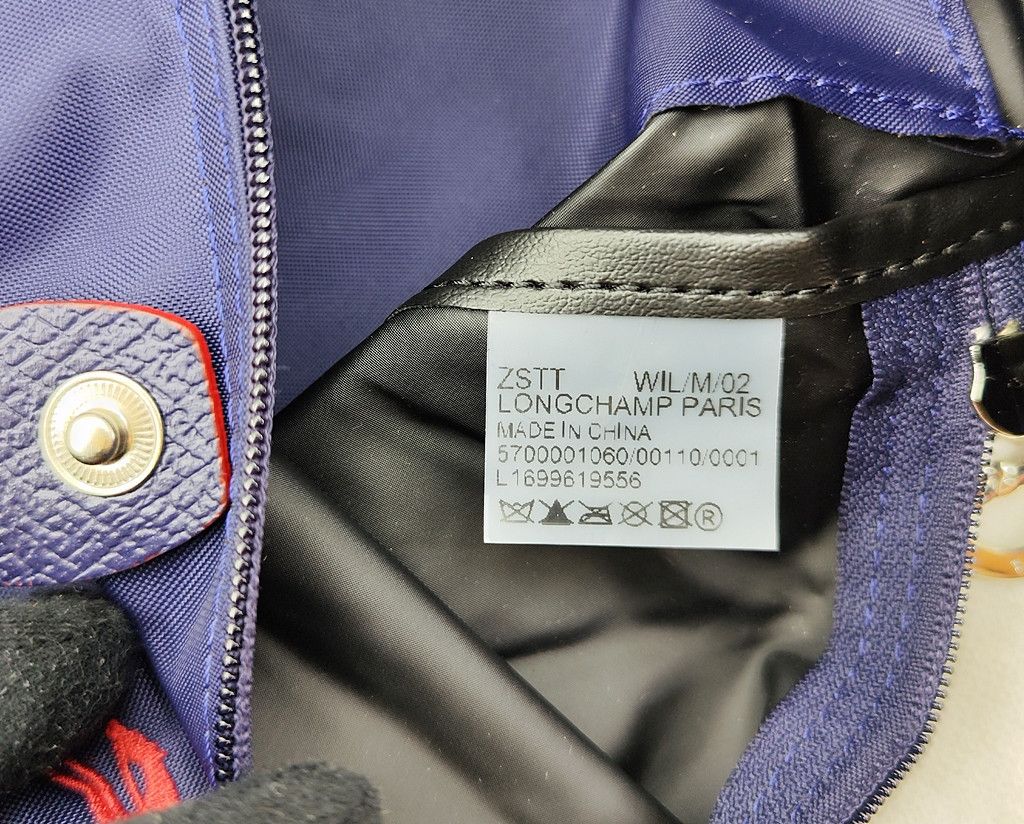 ZSTT WIL/M/02
LONGCHAMP PARIS
MADE IN CHINA
5700001060/00110/0001
L1699619556
®